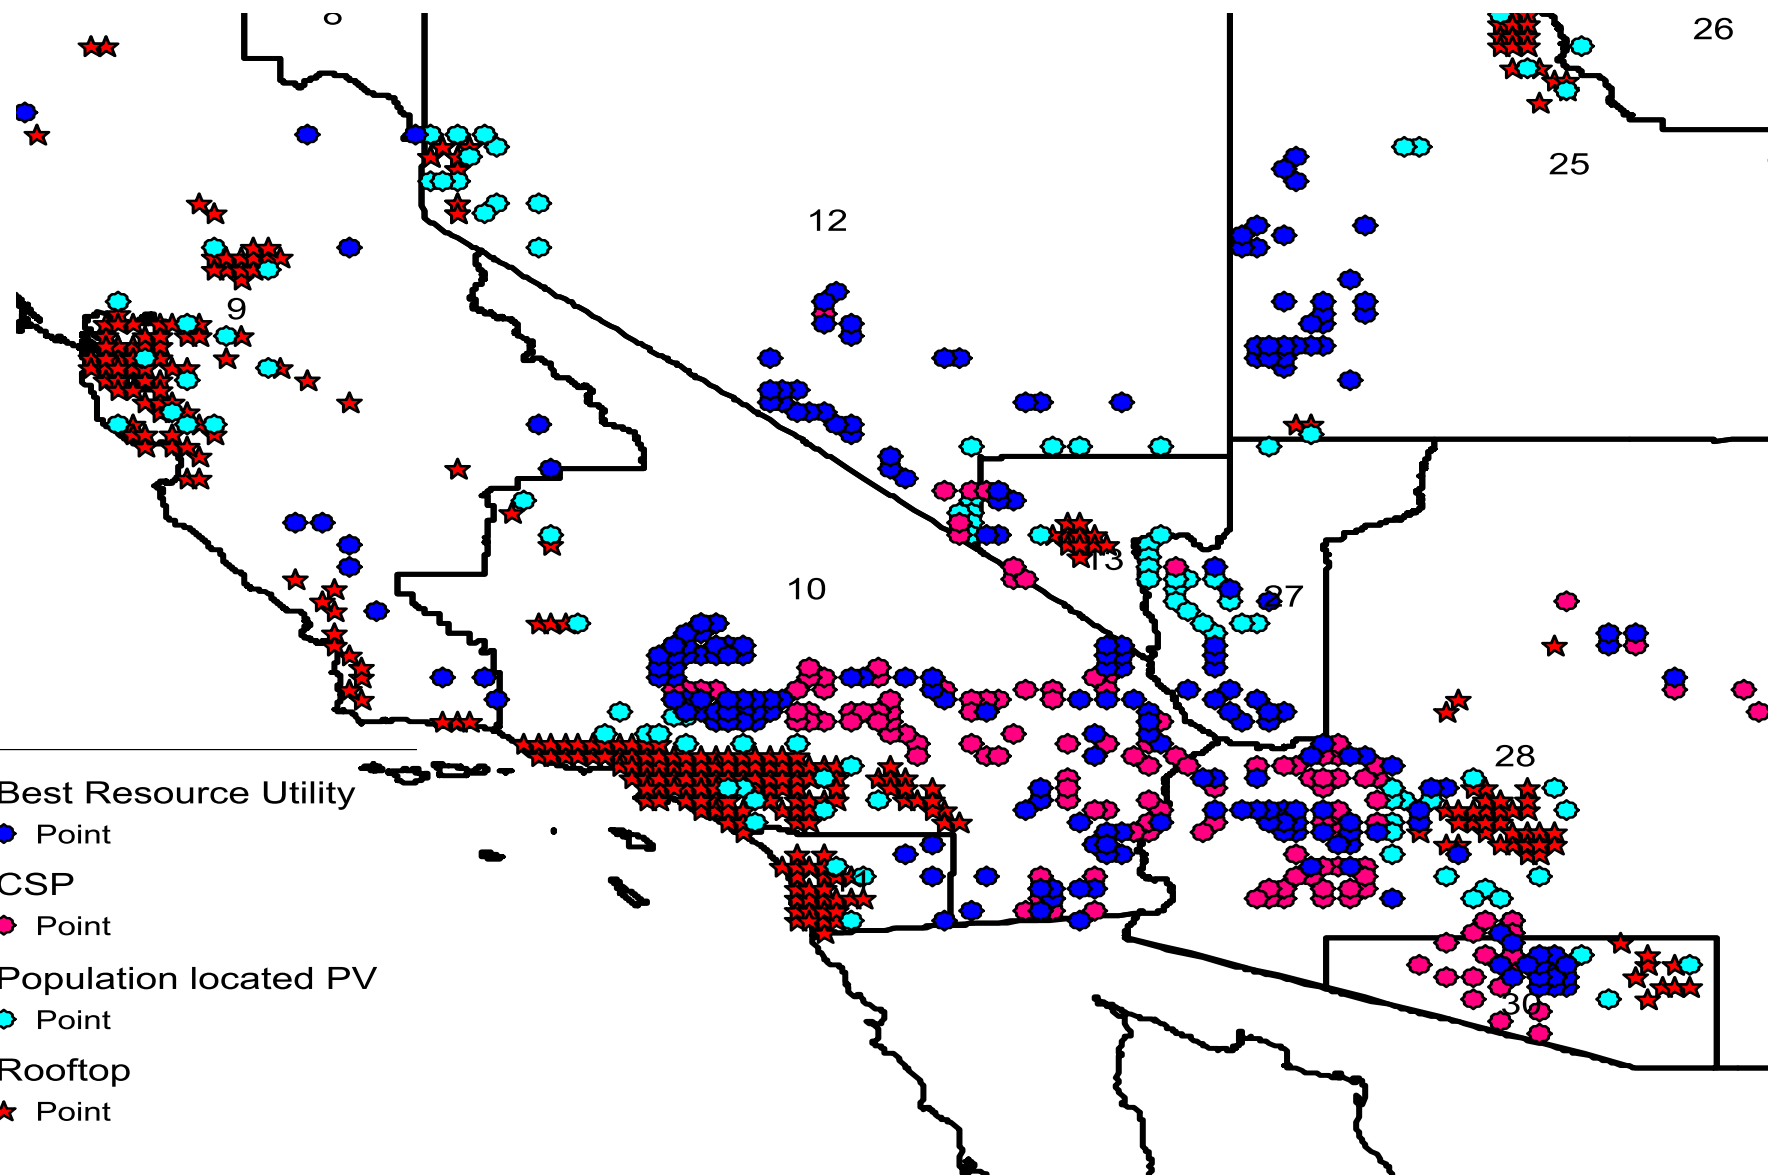 8
26
25
12
9
13
10
27
28
Best Resource Utility
Point
CSP
Point
Population located PV
Point
30
Rooftop
Point